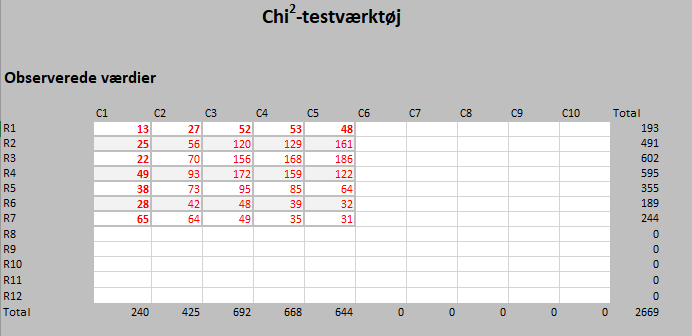 Chi²-testværktøj
Observerede værdier
C1 C2 C3 C4 C5 C6 C7 C8 C9 C10 Total
R1 13 27 52 53 48 193
R2 25 56 120 129 161 491
R3 22 70 156 168 186 602
R4 49 93 172 159 122 595
R5 38 73 95 85 64 355
R6 28 42 48 39 32 189
R7 65 64 49 35 31 244
R8 0
R9 0
R10 0
R11 0
R12 0
Total 240 425 692 668 644 0 0 0 0 0 2669